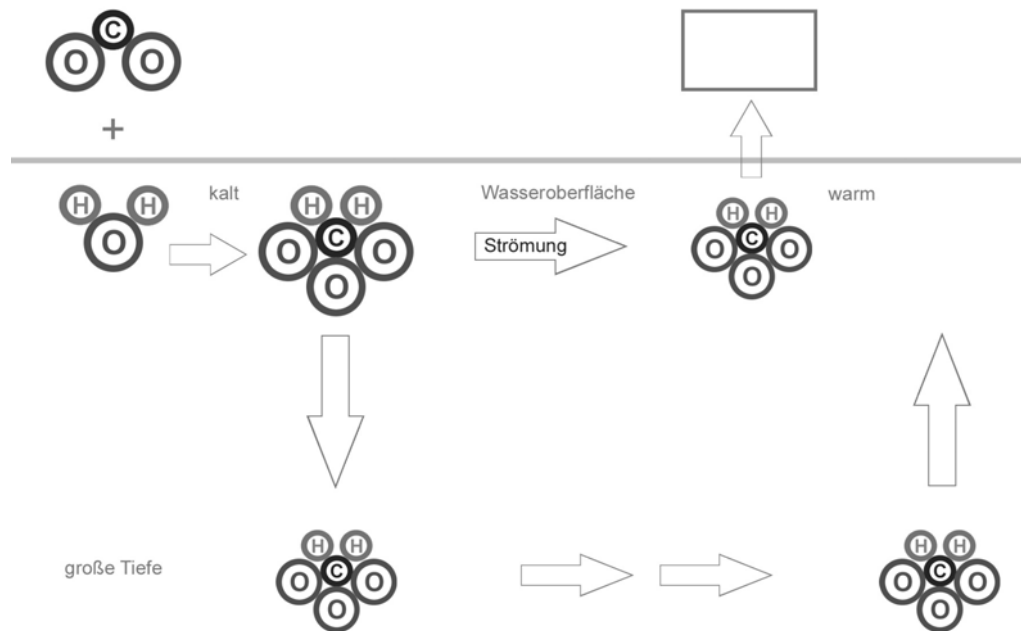 C
O O
+
H H
O
kalt
H H
O C O
O
Wasseroberfläche
Strömung
H H
O C O
O
warm
große Tiefe
H H
O C O
O
H H
O C O
O